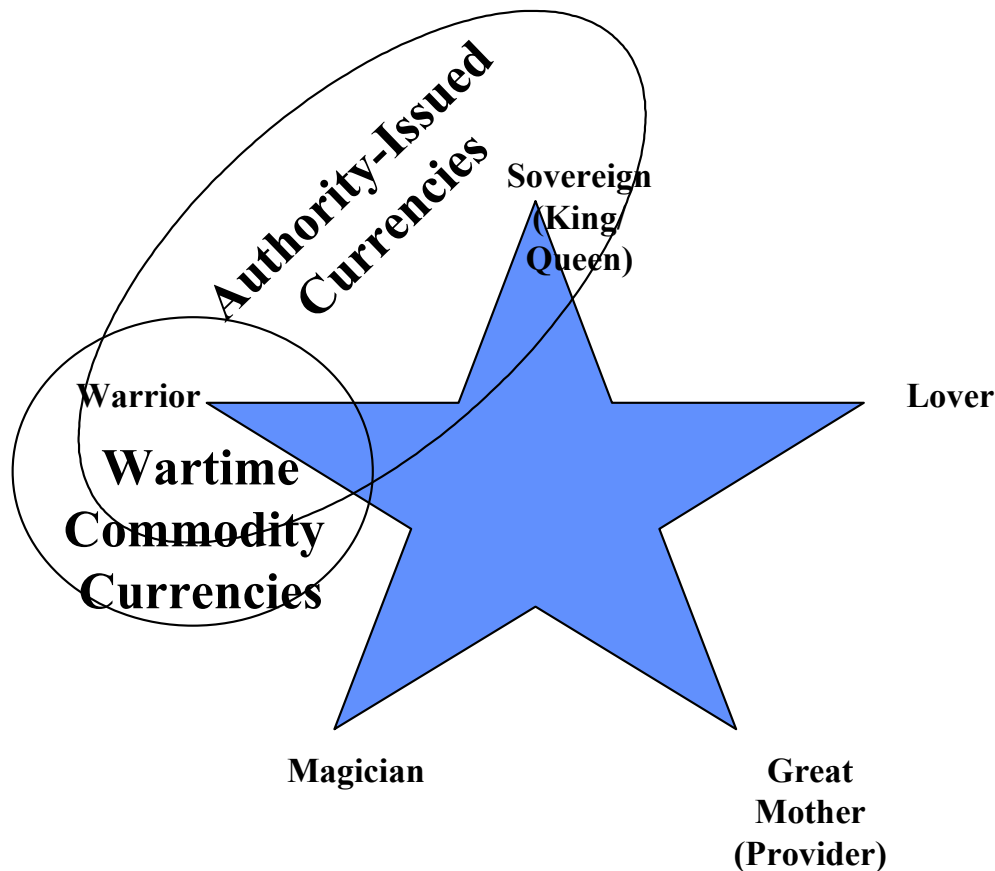 Authority-Issued
Currencies
Sovereign
(King/
Queen)
Warrior
Lover
Wartime
Commodity
Currencies
Magician
Great
Mother
(Provider)